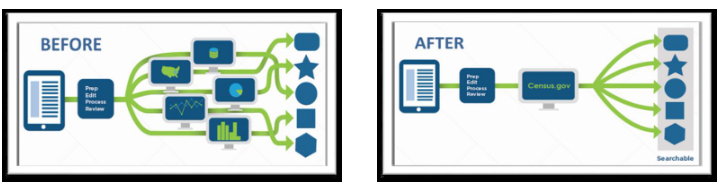 BEFORE
Prep
Edit
Process
Review
AFTER
Prep
Edit
Process
Review
Census.gov
Searchable